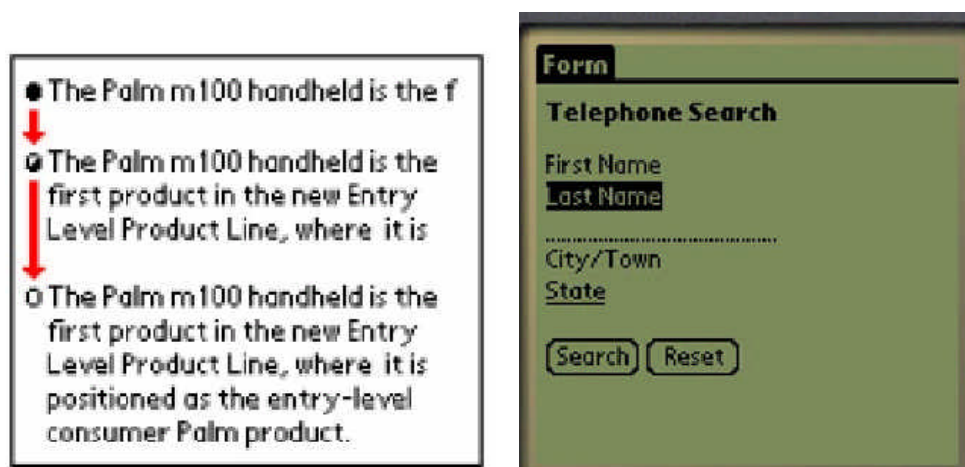 The Palm m100 handheld is the f
The Palm m100 handheld is the
first product in the new Entry
Level Product Line, where it is
The Palm m100 handheld is the
first product in the new Entry
Level Product Line, where it is
positioned as the entry-level
consumer Palm product.
Form
Telephone Search
First Name
Last Name
City/Town
State
Search Reset